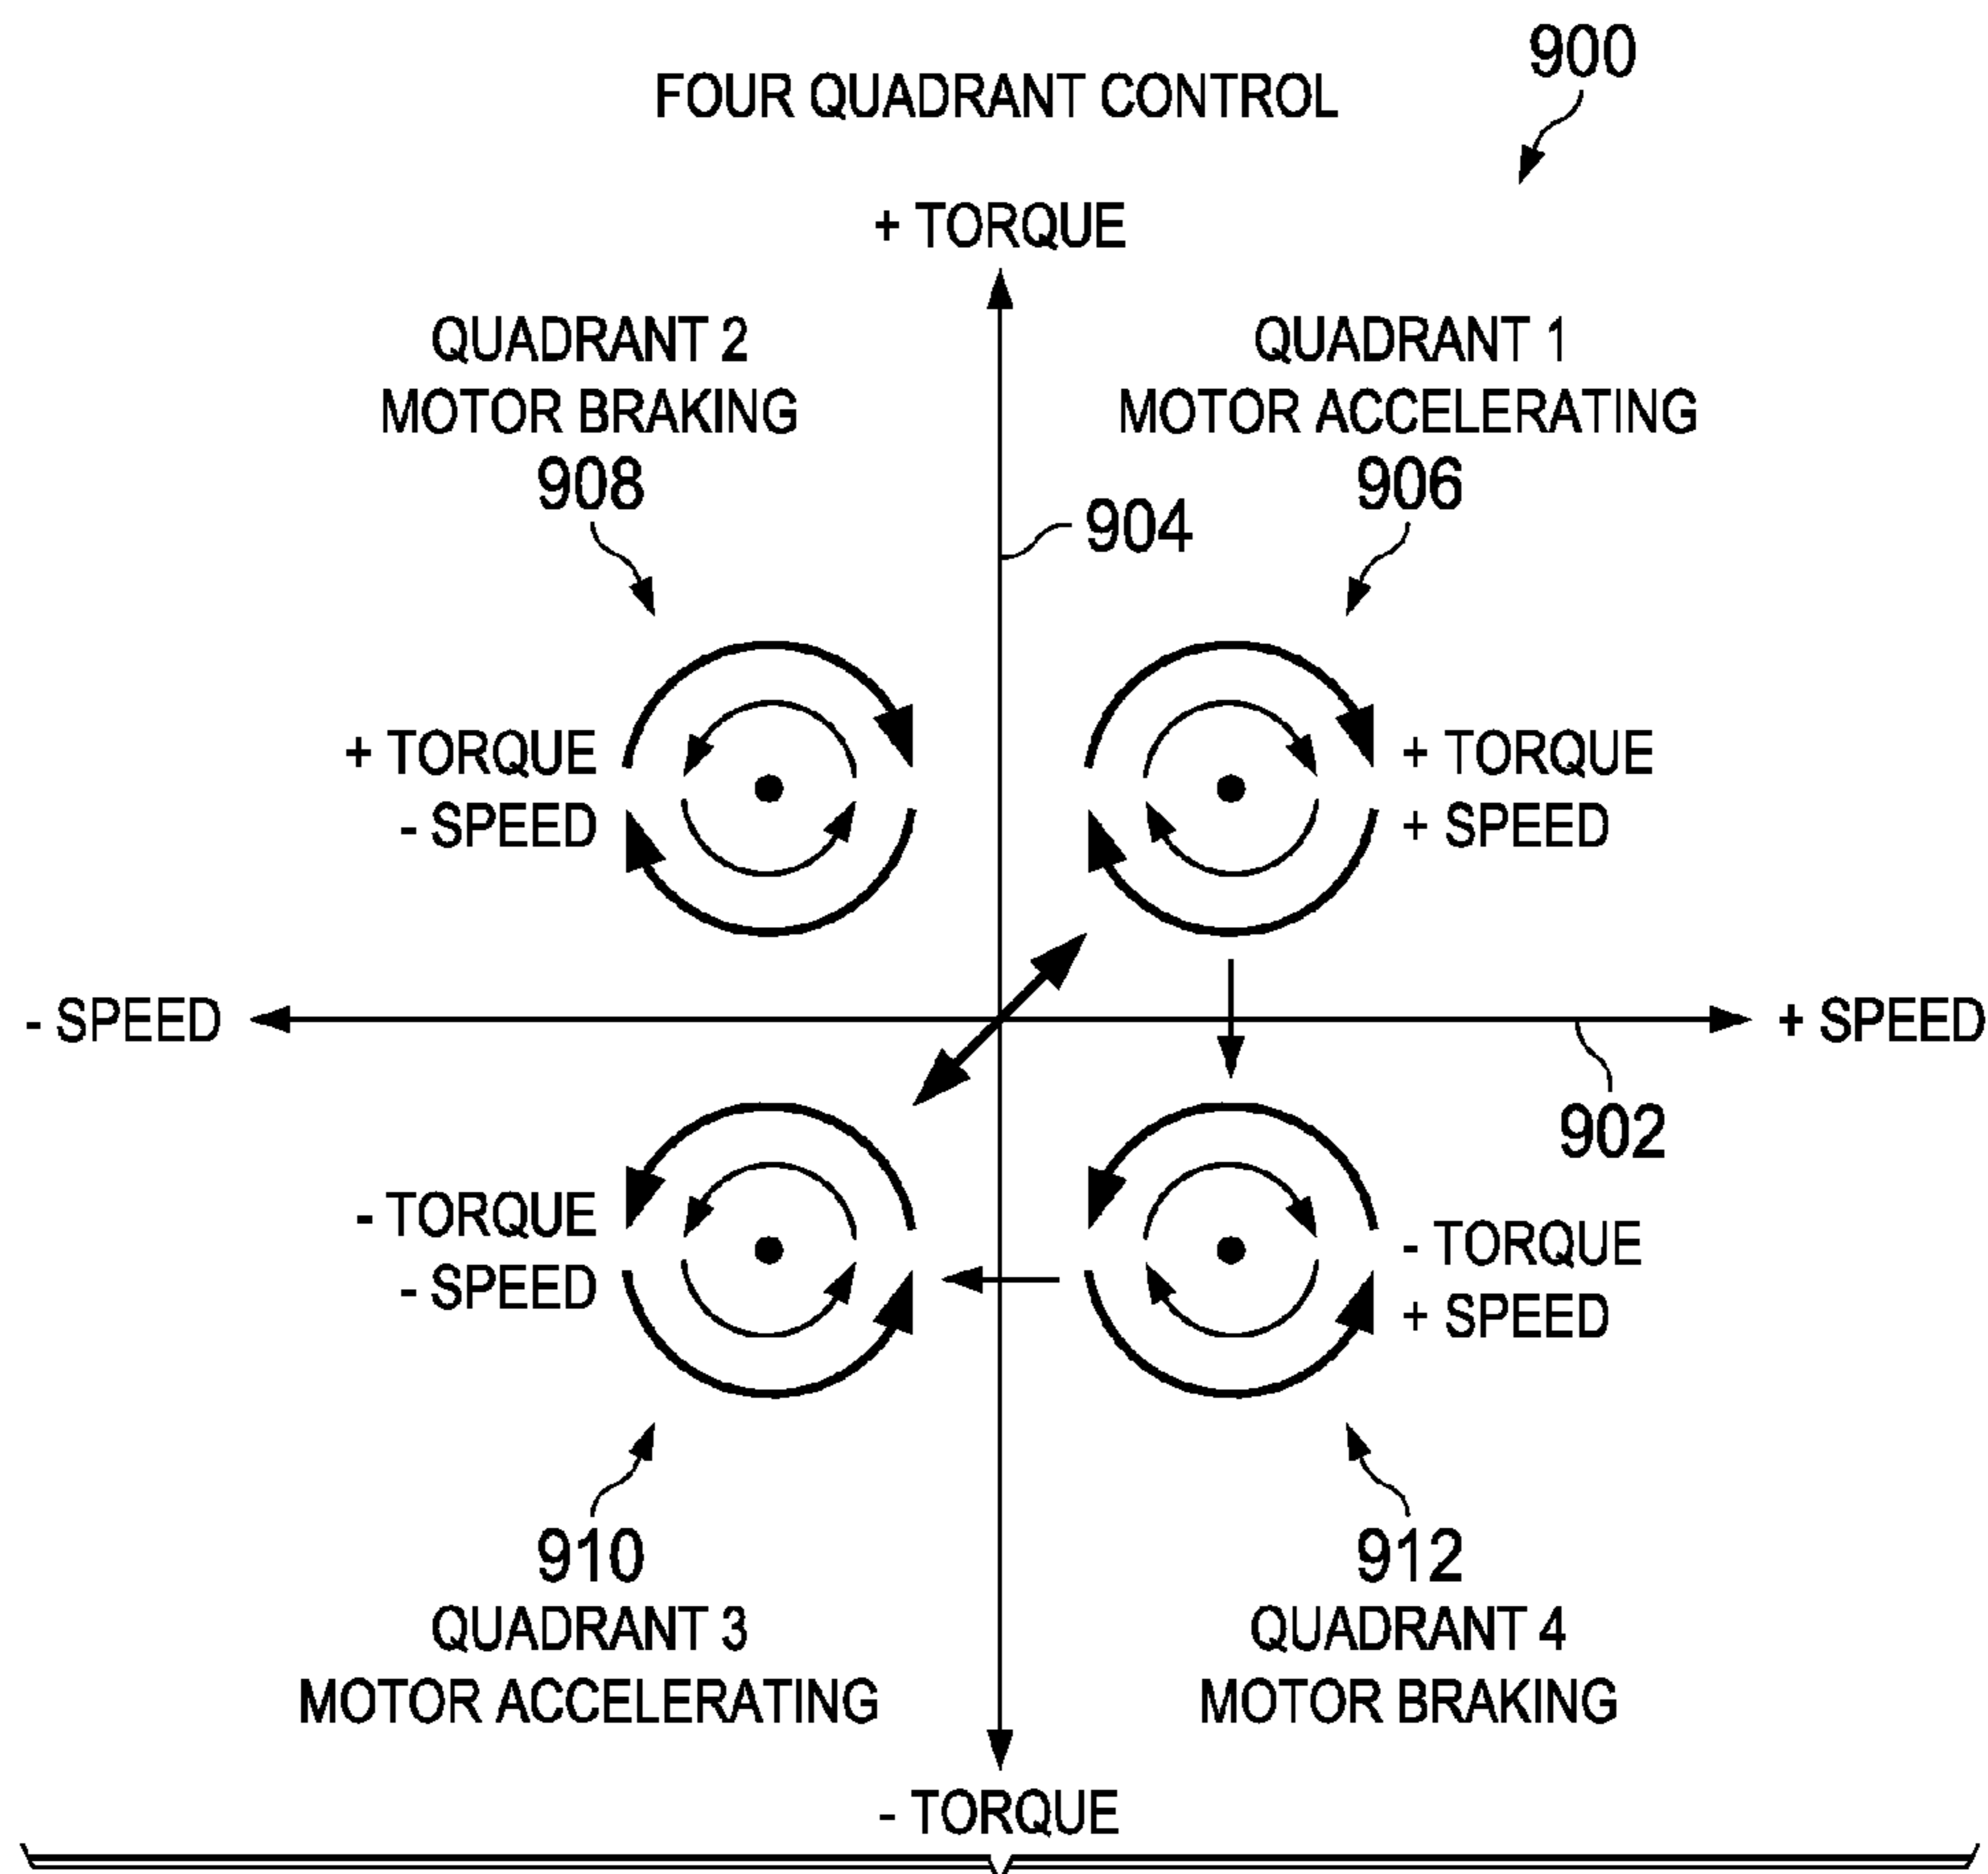 900
FOUR QUADRANT CONTROL
+ TORQUE
QUADRANT 2
MOTOR BRAKING
908
QUADRANT 1
MOTOR ACCELERATING
906
904
+ TORQUE
- SPEED
+ TORQUE
+ SPEED
- SPEED
+ SPEED
902
- TORQUE
- SPEED
- TORQUE
+ SPEED
910
QUADRANT 3
MOTOR ACCELERATING
912
QUADRANT 4
MOTOR BRAKING
- TORQUE